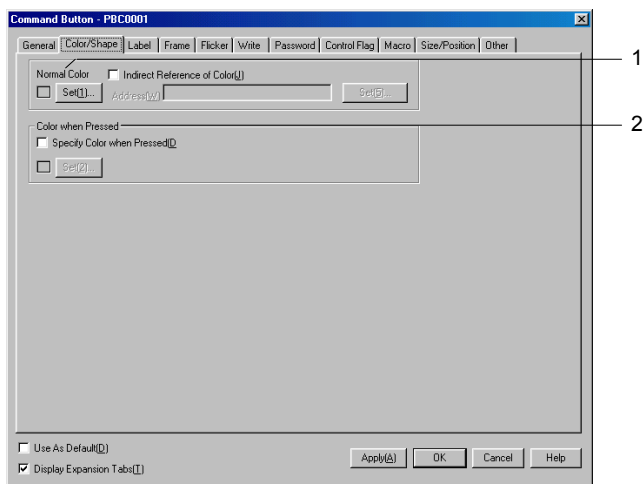 Command Button - PBC0001
General Color/Shape Label Frame Flicker Write Password Control Flag Macro Size/Position Other
1
Normal Color Indirect Reference of Color(J)
Set(1)... Address(W) Set(5)...
Color when Pressed
2
Specify Color when Pressed(D
Set(2)...
Use As Default(D)
Display Expansion Tabs(T)
Apply(A) OK Cancel Help